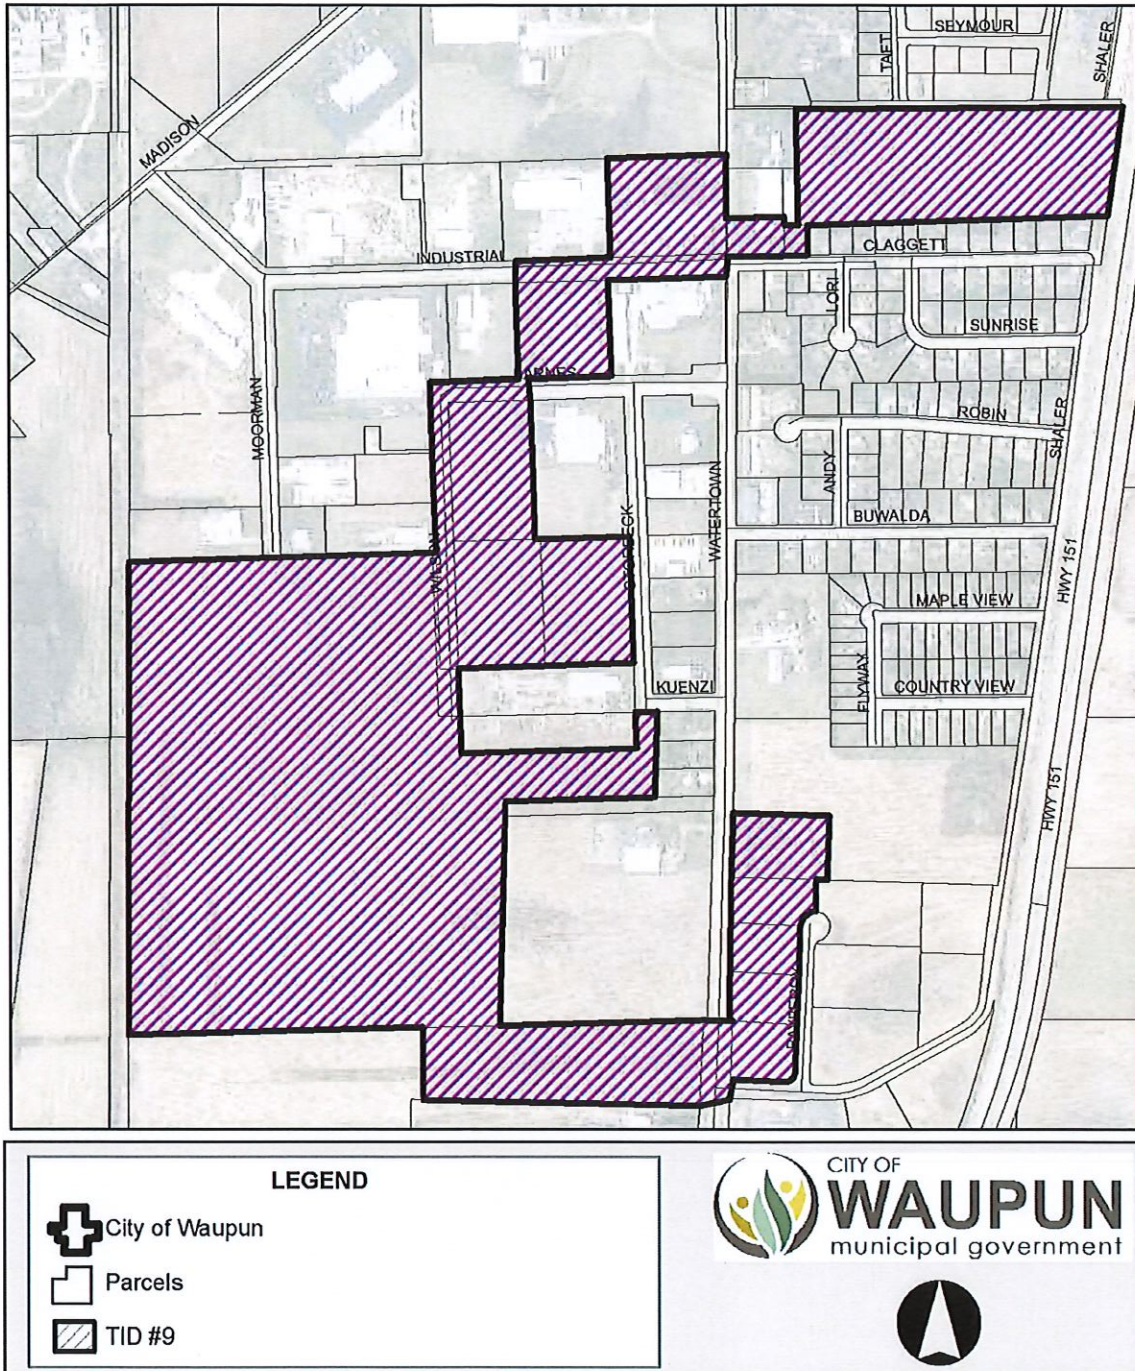 SEYMOUR
TAFT
SHALER
MADISON
CLAGGETT
INDUSTRIAL
LORI
SUNRISE
MOORMAN
ROBIN
SHALER
ANDY
WATERTOWN
BUWALDA
WILSON
HWY 151
MAPLE VIEW
FLYWAY
KUENZI
COUNTRY VIEW
HWY 151
LEGEND
City of Waupun
Parcels
TID #9
CITY OF
WAUPUN
municipal government